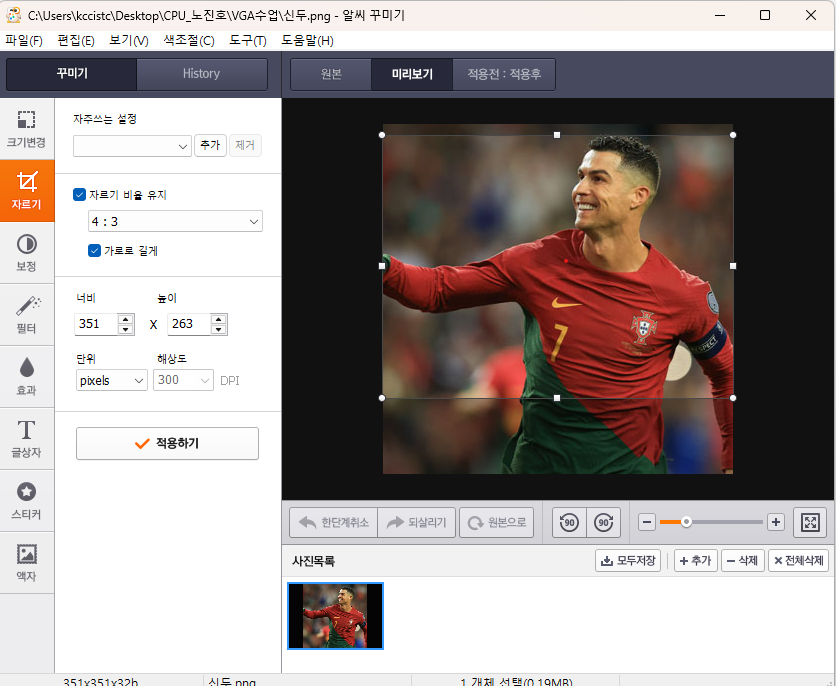 C:\Users\kccistc\Desktop\CPU_노진호\VGA수업\신두.png - 알씨 꾸미기
파일(F) 편집(E) 보기(V) 색조절(C) 도구(T) 도움말(H)
꾸미기 History 원본 미리보기 적용전 : 적용후
크기변경
자르기
보정
필터
효과
글상자
스티커
액자
자주쓰는 설정
추가 제거
자르기 비율 유지
4 : 3
가로로 길게
너비 높이
351 X 263
단위 해상도
pixels 300 DPI
적용하기
7
한단계취소 되살리기 원본으로 90 90
사진목록 모두저장 추가 삭제 전체삭제
351x351x32b 신두.png 1 개체 선택(0.19MB)